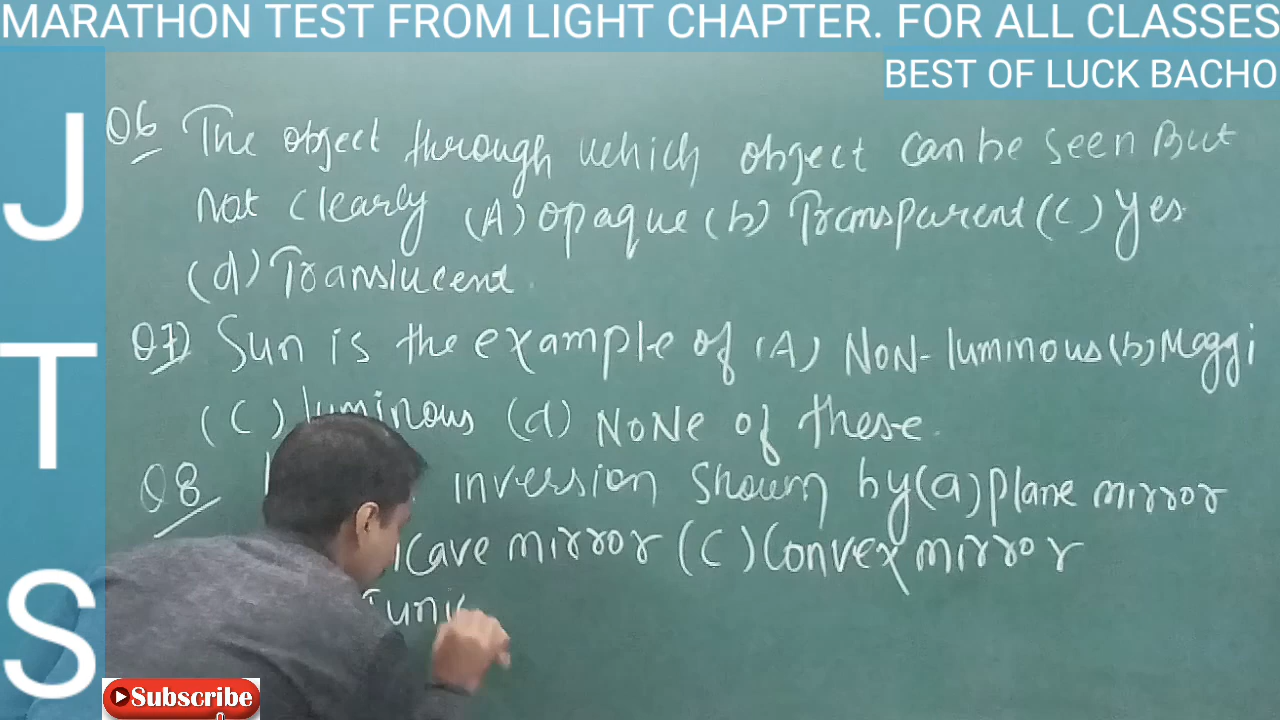 MARATHON TEST FROM LIGHT CHAPTER. FOR ALL CLASSES
BEST OF LUCK BACHO
JTS
Q6 The object through which object can be seen But
not clearly (A) opaque (b) Transparent (C) Yes
(d) Translucent.
Q7) Sun is the example of (A) NON-luminous (b) Maggi
(C) luminous (d) NONe of these.
Q8 inversion shown by (a) plane mirror
mirror (C) Convex mirror
Subscribe